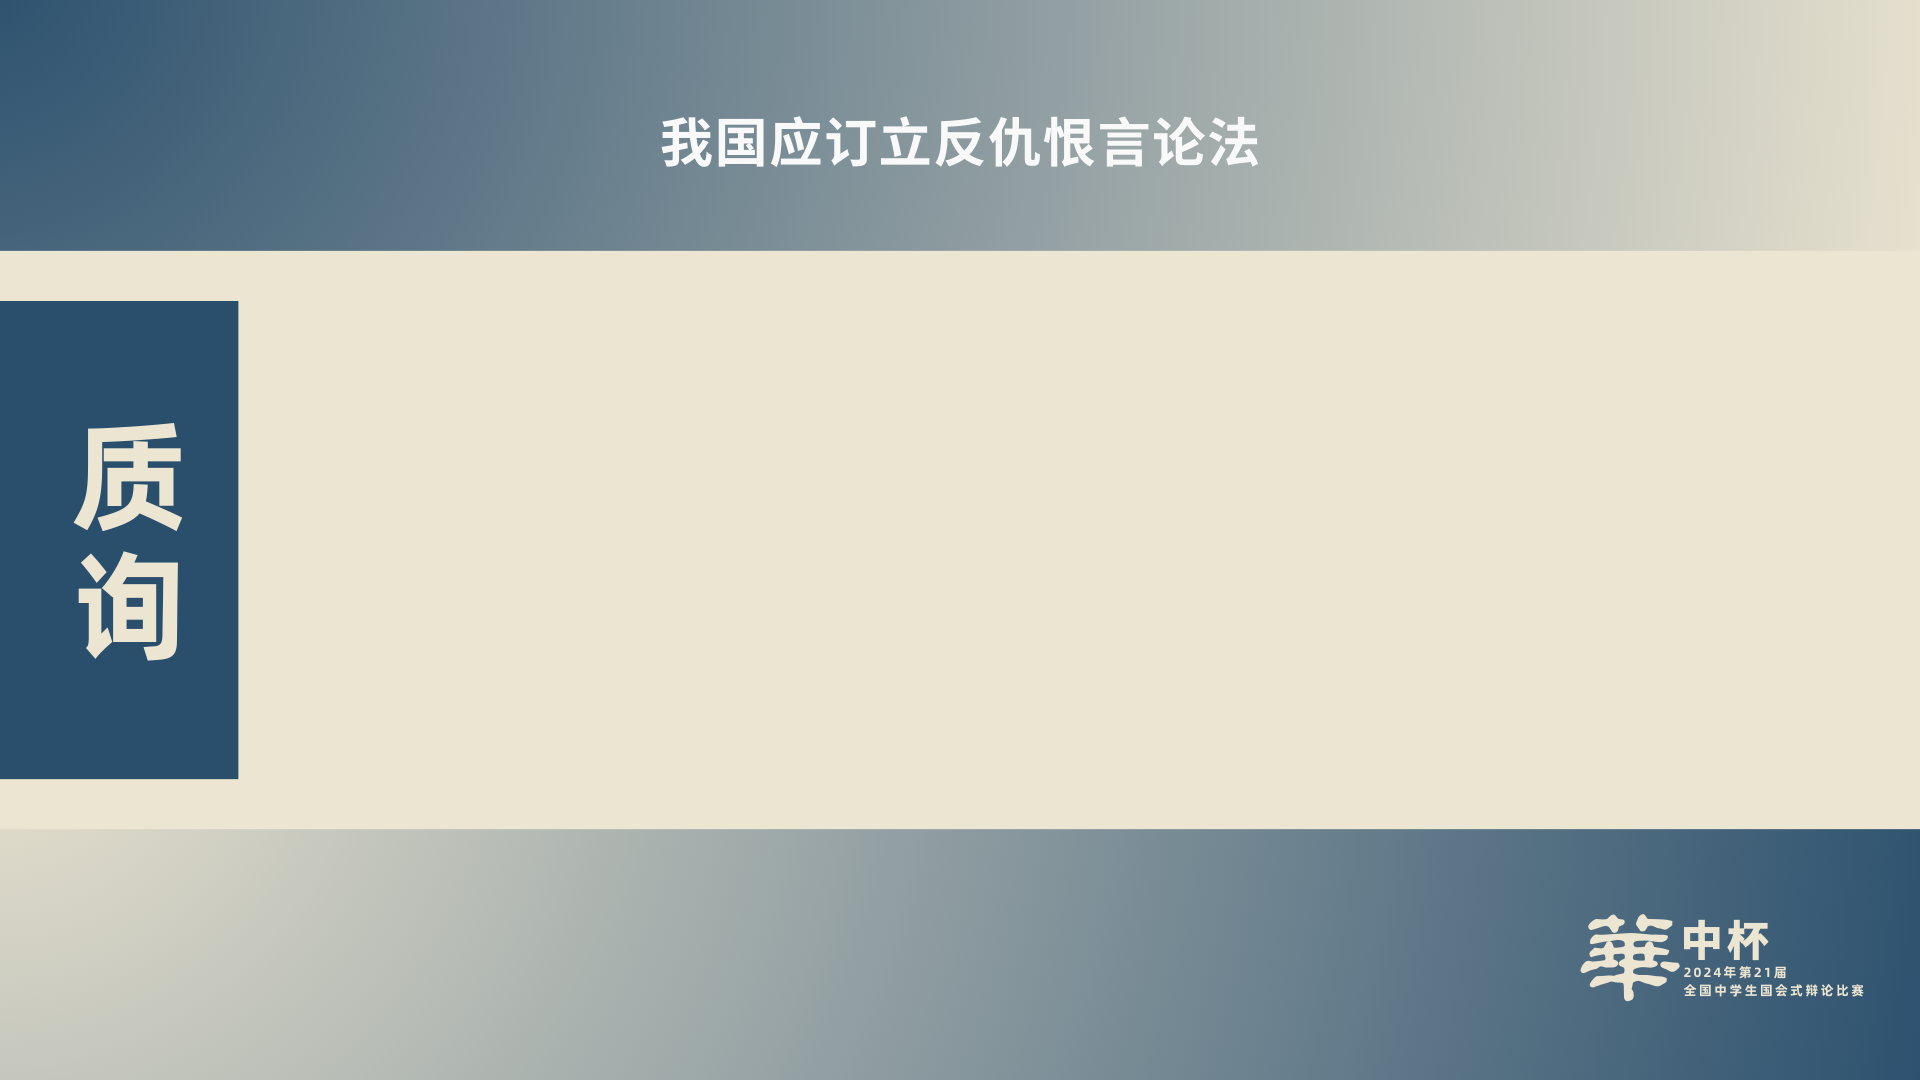 我国应订立反仇恨言论法
质
询
華中杯
2024年第21届
全国中学生国会式辩论比赛